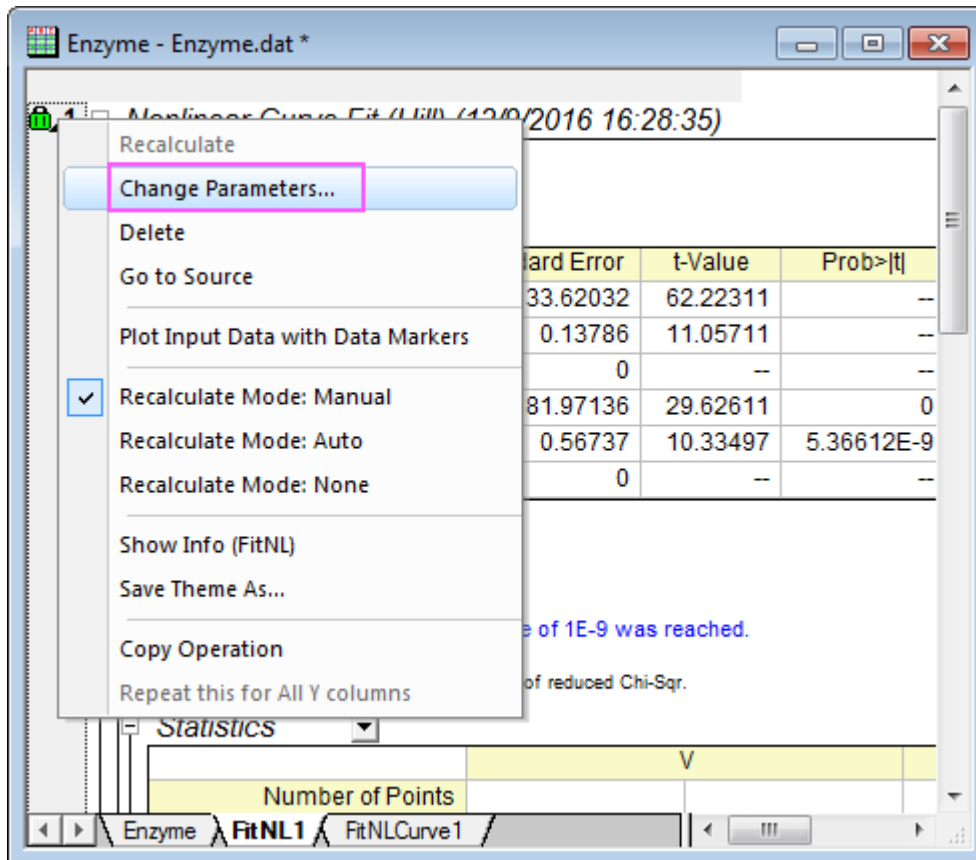 Enzyme - Enzyme.dat *
1 Nonlinear Curve Fit (Hill) (12/9/2016 16:28:35)
Recalculate
Change Parameters...
Delete
Go to Source
Plot Input Data with Data Markers
Recalculate Mode: Manual
Recalculate Mode: Auto
Recalculate Mode: None
Show Info (FitNL)
Save Theme As...
Copy Operation
Repeat this for All Y columns
dard Error t-Value Prob>|t|
33.62032 62.22311 --
0.13786 11.05711 --
0 -- --
81.97136 29.62611 0
0.56737 10.33497 5.36612E-9
0 -- --
of 1E-9 was reached.
of reduced Chi-Sqr.
Statistics
V
Number of Points
Enzyme FitNL1 FitNLCurve1